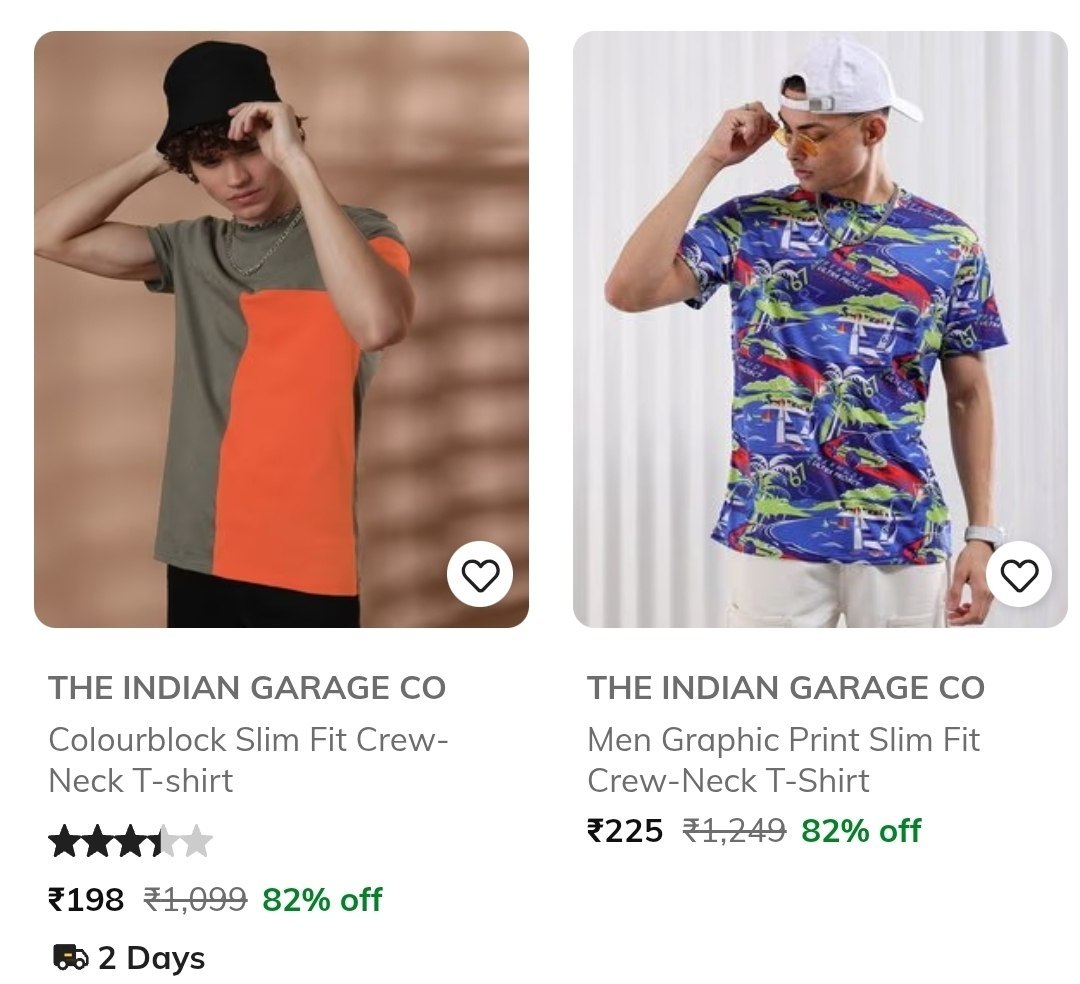 THE INDIAN GARAGE CO
Colourblock Slim Fit Crew-
Neck T-shirt
₹198 ₹1,099 82% off
2 Days
THE INDIAN GARAGE CO
Men Graphic Print Slim Fit
Crew-Neck T-Shirt
₹225 ₹1,249 82% off